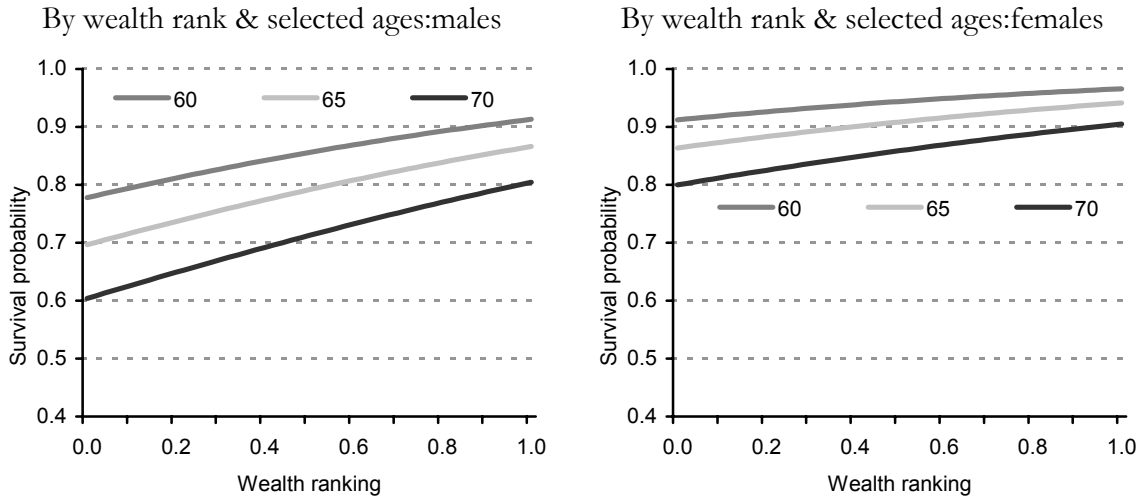 By wealth rank & selected ages:males
1.0
60 65 70
0.9
0.8
0.7
0.6
0.5
0.4
Survival probability
0.0 0.2 0.4 0.6 0.8 1.0
Wealth ranking
By wealth rank & selected ages:females
1.0
0.9
0.8
60 65 70
0.7
0.6
0.5
0.4
Survival probability
0.0 0.2 0.4 0.6 0.8 1.0
Wealth ranking